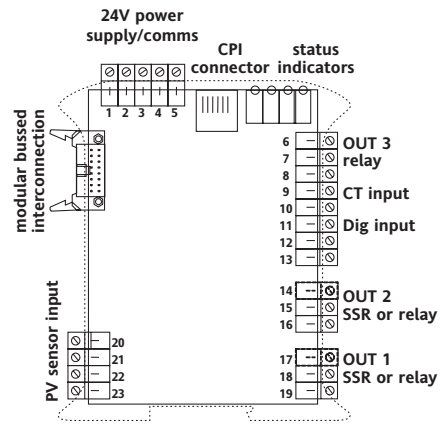 24V power
supply/comms
CPI
connector
status
indicators
1 2 3 4 5
modular bussed
interconnection
6
7
8
9
10
11
12
13
OUT 3
relay
CT input
Dig input
14
15
16
OUT 2
SSR or relay
17
18
19
OUT 1
SSR or relay
PV sensor input
20
21
22
23